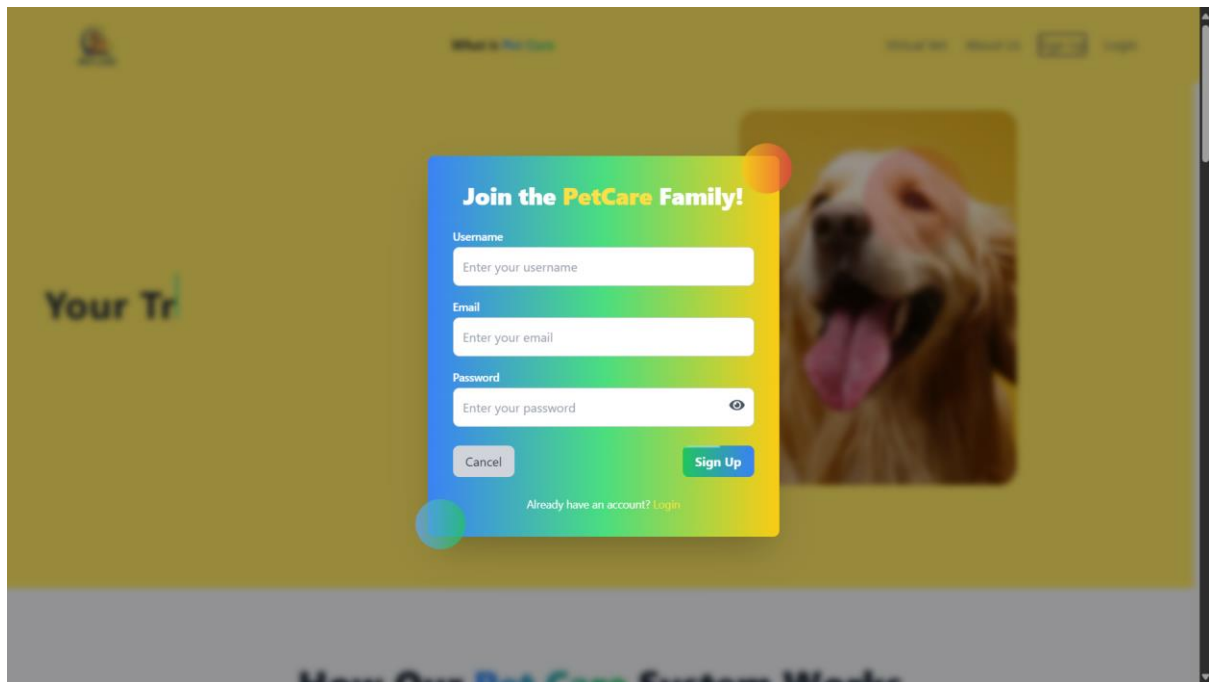 What is Pet Care
About Us
Sign Up
Login
Your Tr
Join the PetCare Family!
Username
Enter your username
Email
Enter your email
Password
Enter your password
Cancel
Sign Up
Already have an account? Login
How Our Pet Care System Works